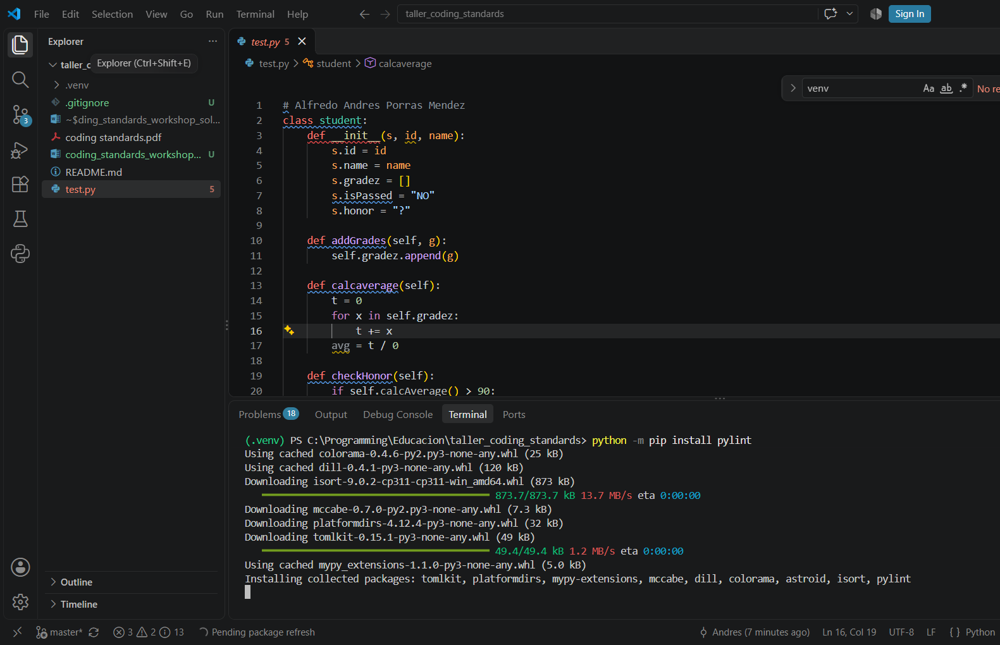 File Edit Selection View Go Run Terminal Help
taller_coding_standards
Sign In
Explorer
taller_c
Explorer (Ctrl+Shift+E)
.venv
.gitignore U
~$ding_standards_workshop_sol...
coding standards.pdf
coding_standards_workshop... U
README.md
test.py 5
3
Outline
Timeline
test.py 5
test.py > student > calcaverage
venv
Aa ab .* No re
1 # Alfredo Andres Porras Mendez
2 class student:
3 def __init__(s, id, name):
4 s.id = id
5 s.name = name
6 s.gradez = []
7 s.isPassed = "NO"
8 s.honor = "?"
9
10 def addGrades(self, g):
11 self.gradez.append(g)
12
13 def calcaverage(self):
14 t = 0
15 for x in self.gradez:
16 t += x
17 avg = t / 0
18
19 def checkHonor(self):
20 if self.calcAverage() > 90:
Problems 18 Output Debug Console Terminal Ports
(.venv) PS C:\Programming\Educacion\taller_coding_standards> python -m pip install pylint
Using cached colorama-0.4.6-py2.py3-none-any.whl (25 kB)
Using cached dill-0.4.1-py3-none-any.whl (120 kB)
Downloading isort-9.0.2-cp311-cp311-win_amd64.whl (873 kB)
873.7/873.7 kB 13.7 MB/s eta 0:00:00
Downloading mccabe-0.7.0-py2.py3-none-any.whl (7.3 kB)
Downloading platformdirs-4.12.4-py3-none-any.whl (32 kB)
Downloading tomlkit-0.15.1-py3-none-any.whl (49 kB)
49.4/49.4 kB 1.2 MB/s eta 0:00:00
Using cached mypy_extensions-1.1.0-py3-none-any.whl (5.0 kB)
Installing collected packages: tomlkit, platformdirs, mypy-extensions, mccabe, dill, colorama, astroid, isort, pylint
master* 3 2 13 Pending package refresh Andres (7 minutes ago) Ln 16, Col 19 UTF-8 LF { } Python